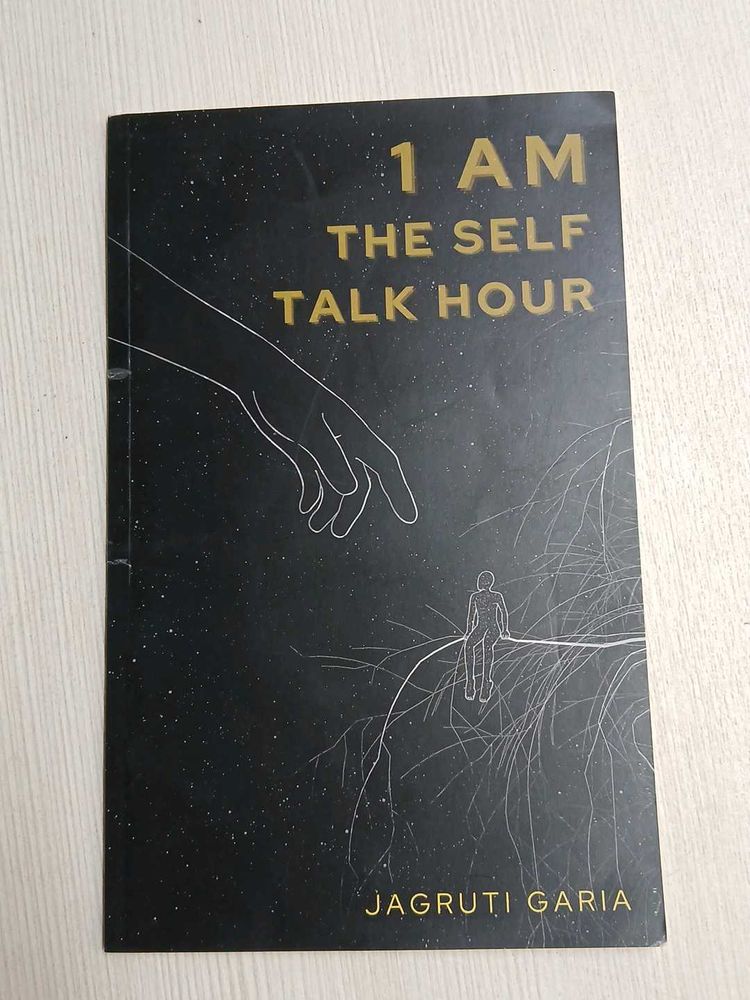 1 AM
THE SELF
TALK HOUR
JAGRUTI GARIA